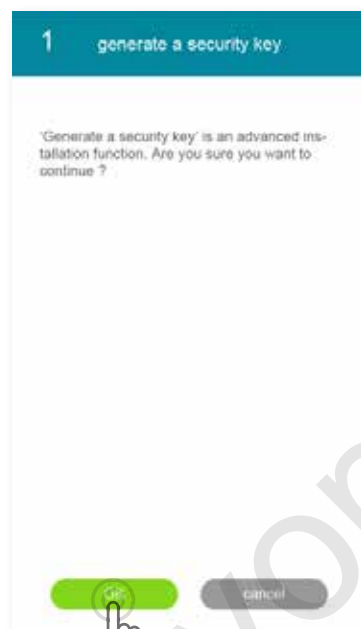 1 generate a security key
'Generate a security key' is an advanced ins-
tallation function. Are you sure you want to
continue ?
cancel